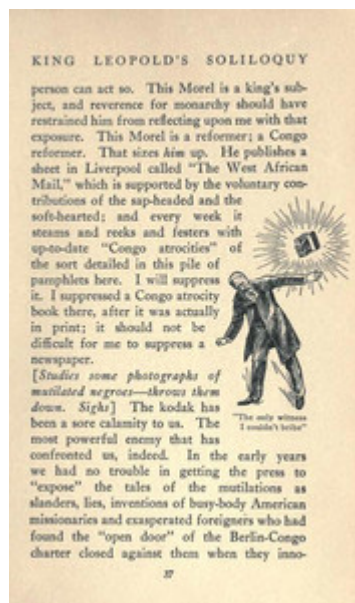 KING LEOPOLD'S SOLILOQUY
person can act so. This Morel is a king's sub-
ject, and reverence for monarchy should have
restrained him from reflecting upon me with that
exposure. This Morel is a reformer; a Congo
reformer. That sizes him up. He publishes a
sheet in Liverpool called "The West African
Mail," which is supported by the voluntary con-
tributions of the sap-headed and the
soft-hearted; and every week it
steams and reeks and festers with
up-to-date "Congo atrocities" of
the sort detailed in this pile of
pamphlets here. I will suppress
it. I suppressed a Congo atrocity
book there, after it was actually
in print; it should not be
difficult for me to suppress a
newspaper.
[Studies some photographs of
mutilated negroes—throws them
down. Sighs] The kodak has
been a sore calamity to us. The
most powerful enemy that has
confronted us, indeed. In the early years
we had no trouble in getting the press to
"expose" the tales of the mutilations as
slanders, lies, inventions of busy-body American
missionaries and exasperated foreigners who had
found the "open door" of the Berlin-Congo
charter closed against them when they inno-
"The only witness
I couldn't bribe"
37